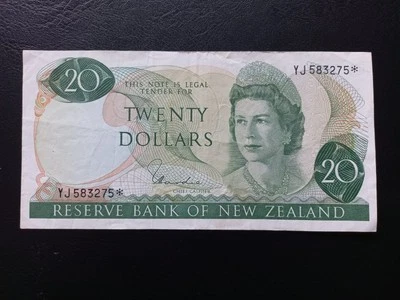 20
THIS NOTE IS LEGAL
TENDER FOR
YJ 583275*
TWENTY
DOLLARS
20
YJ 583275*
CHIEF CASHIER
RESERVE BANK OF NEW ZEALAND